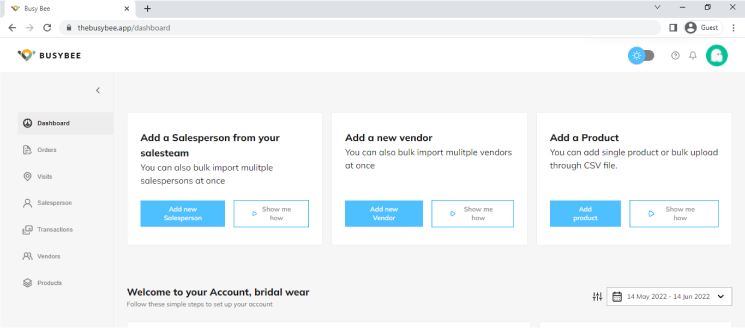 Busy Bee
thebusybee.app/dashboard
Guest
BUSYBEE
Dashboard
Orders
Visits
Salesperson
Transactions
Vendors
Products
Add a Salesperson from your
salesteam
You can also bulk import mulitple
salespersons at once
Add new
Salesperson
Show me
how
Add a new vendor
You can also bulk import mulitple vendors
at once
Add new
Vendor
Show me
how
Add a Product
You can add single product or bulk upload
through CSV file.
Add
product
Show me
how
Welcome to your Account, bridal wear
Follow these simple steps to set up your account
14 May 2022 - 14 Jun 2022